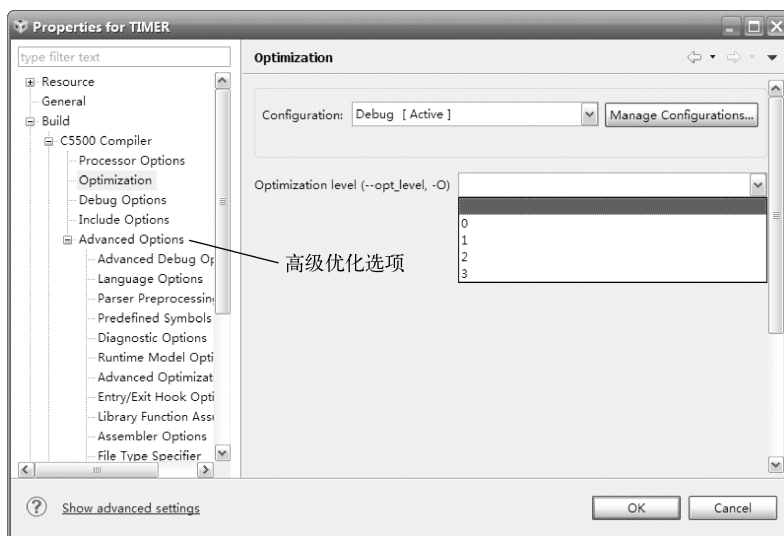 Properties for TIMER
type filter text
Resource
General
Build
C5500 Compiler
Processor Options
Optimization
Debug Options
Include Options
Advanced Options
Advanced Debug Op
Language Options
Parser Preprocessing
Predefined Symbols
Diagnostic Options
Runtime Model Opti
Advanced Optimizat
Entry/Exit Hook Opti
Library Function Assu
Assembler Options
File Type Specifier
高级优化选项
Optimization
Configuration: Debug [ Active ] Manage Configurations...
Optimization level (--opt_level, -O)
0
1
2
3
Show advanced settings
OK Cancel